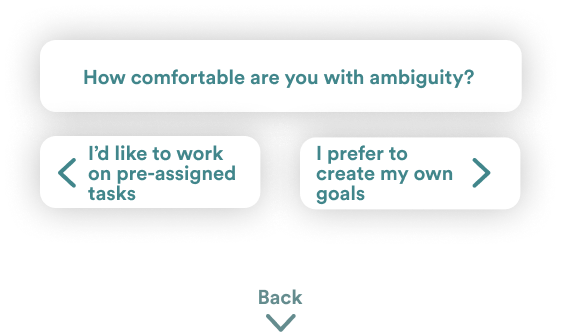 How comfortable are you with ambiguity?
I’d like to work
on pre-assigned
tasks
I prefer to
create my own
goals
Back